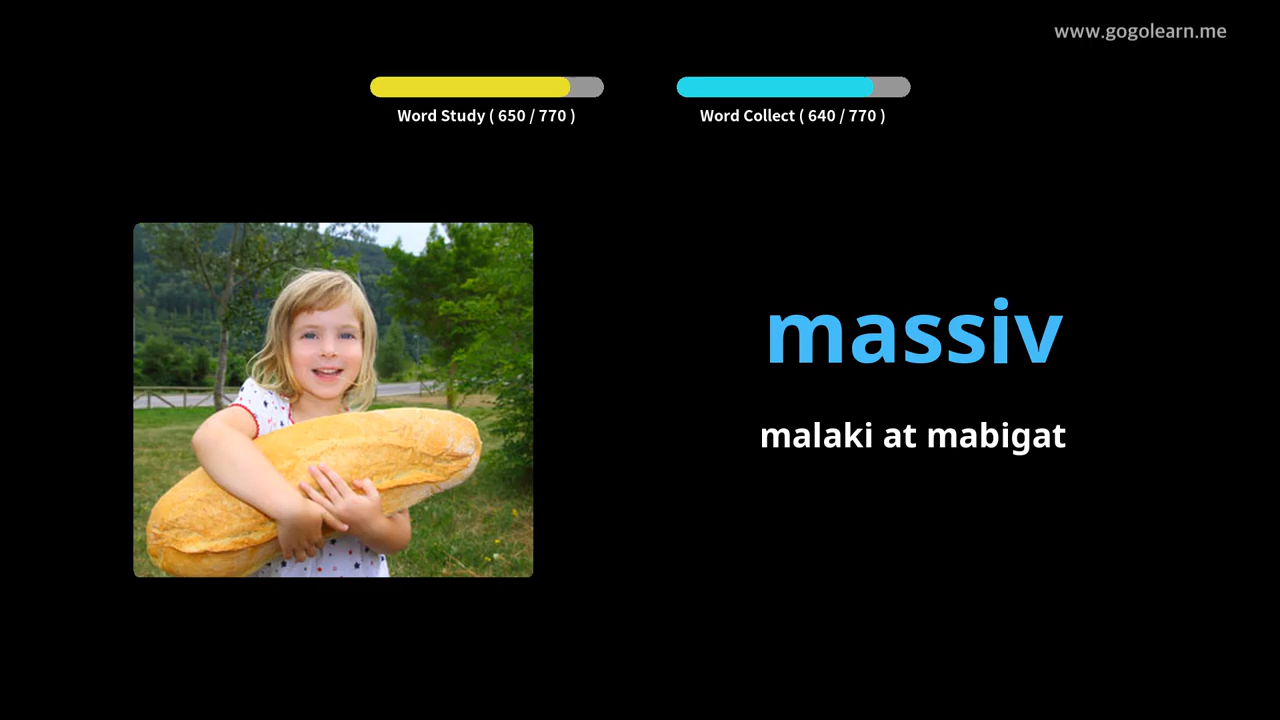 www.gogolearn.me
Word Study ( 650 / 770 )
Word Collect ( 640 / 770 )
massiv
malaki at mabigat